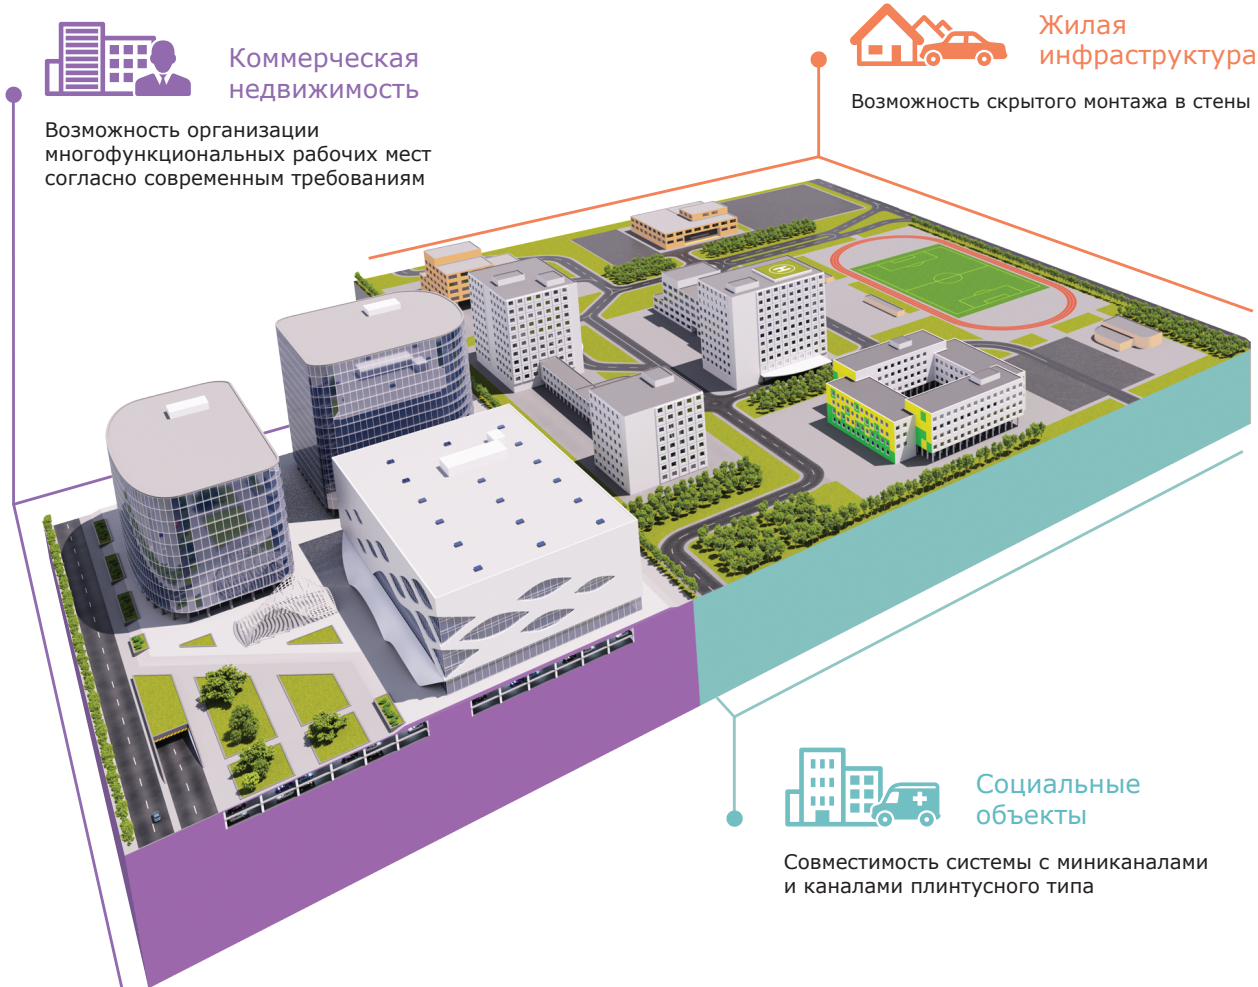 Коммерческая
недвижимость
Возможность организации
многофункциональных рабочих мест
согласно современным требованиям
Жилая
инфраструктура
Возможность скрытого монтажа в стены
H
Социальные
объекты
Совместимость системы с миниканалами
и каналами плинтусного типа